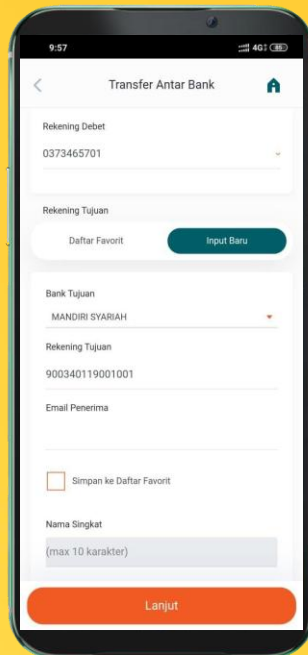 9:57
4G 85
Transfer Antar Bank
Rekening Debet
0373465701
Rekening Tujuan
Daftar Favorit
Input Baru
Bank Tujuan
MANDIRI SYARIAH
Rekening Tujuan
900340119001001
Email Penerima
Simpan ke Daftar Favorit
Nama Singkat
(max 10 karakter)
Lanjut